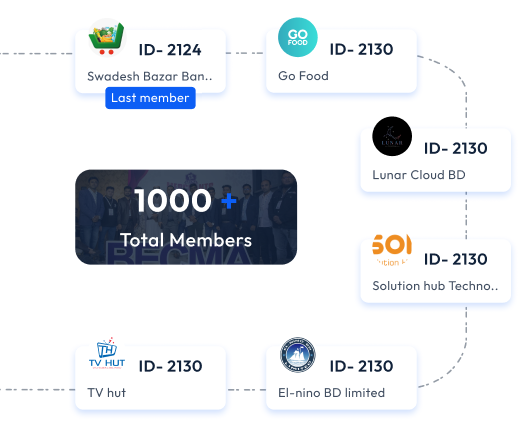 ID- 2124
Swadesh Bazar Ban..
Last member
GO
FOOD
ID- 2130
Go Food
LUNAR
ID- 2130
Lunar Cloud BD
1000 +
Total Members
ID- 2130
Solution hub Techno..
TV HUT
ID- 2130
TV hut
ID- 2130
El-nino BD limited